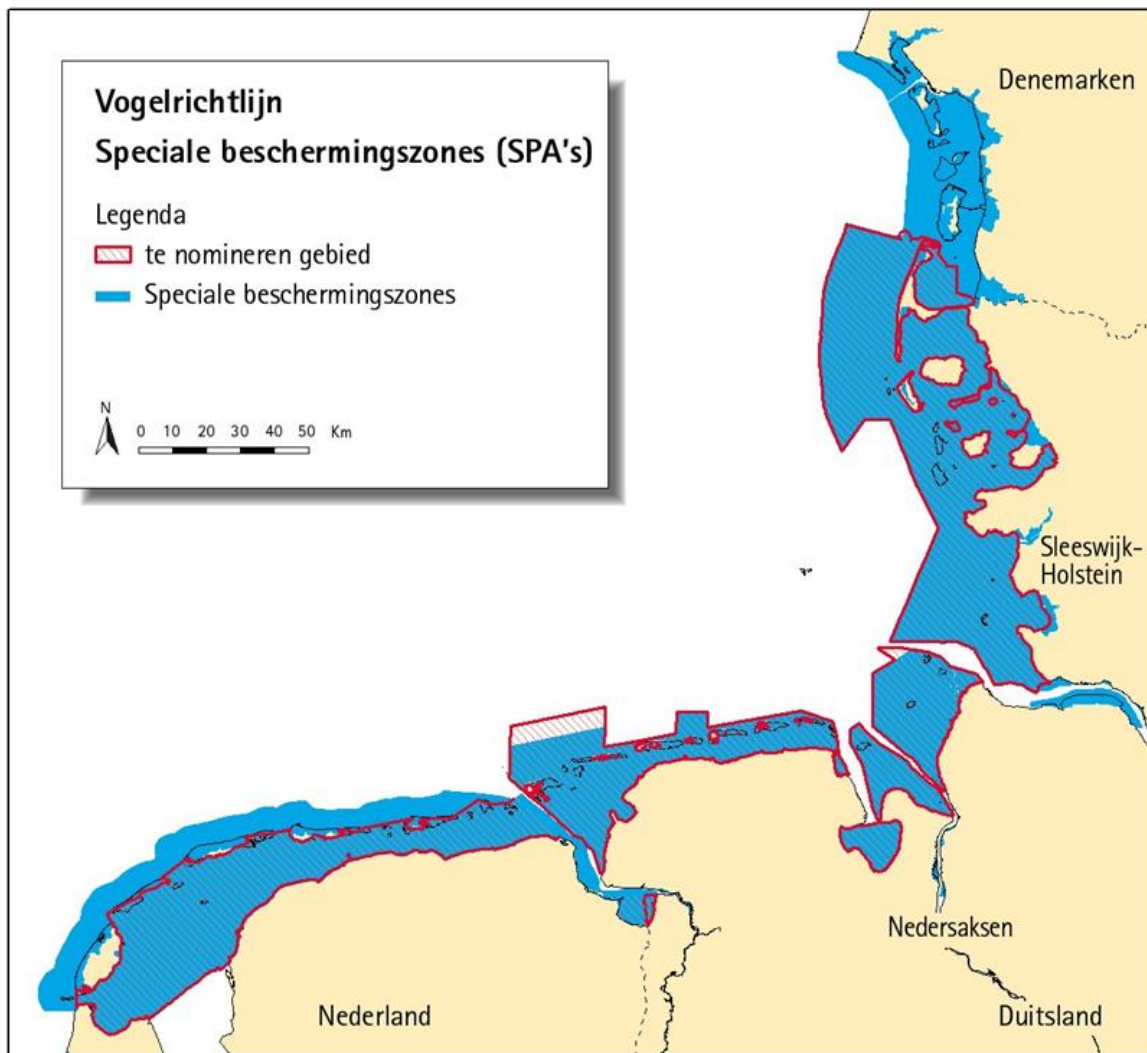 Vogelrichtlijn
Speciale beschermingszones (SPA's)
Legenda
te nomineren gebied
Speciale beschermingszones
N
0 10 20 30 40 50 Km
Denemarken
Sleeswijk-
Holstein
Nedersaksen
Nederland
Duitsland